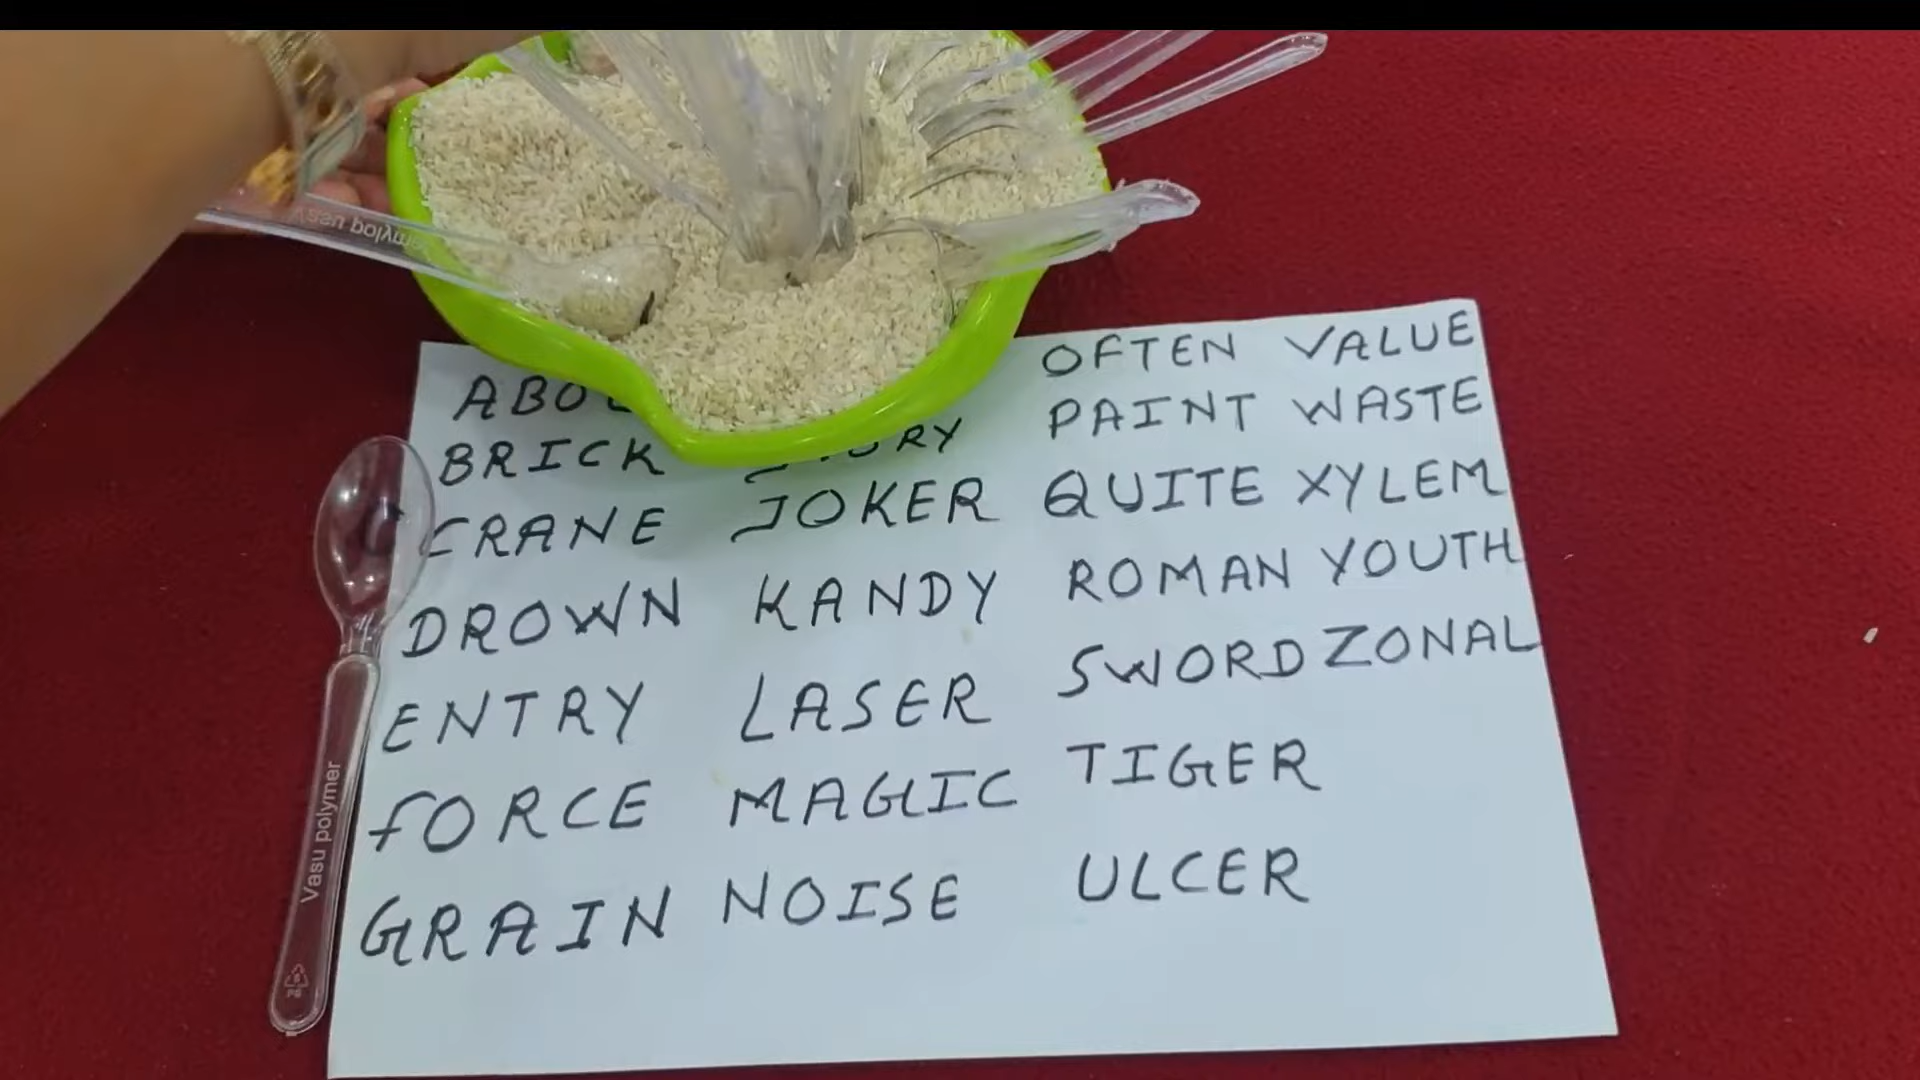 OFTEN VALUE
BRICK PAINT WASTE
CRANE JOKER QUITE XYLEM
DROWN KANDY ROMAN YOUTH
ENTRY LASER SWORD ZONAL
FORCE MAGIC TIGER
GRAIN NOISE ULCER
Vasu polymer
Vasu polymer